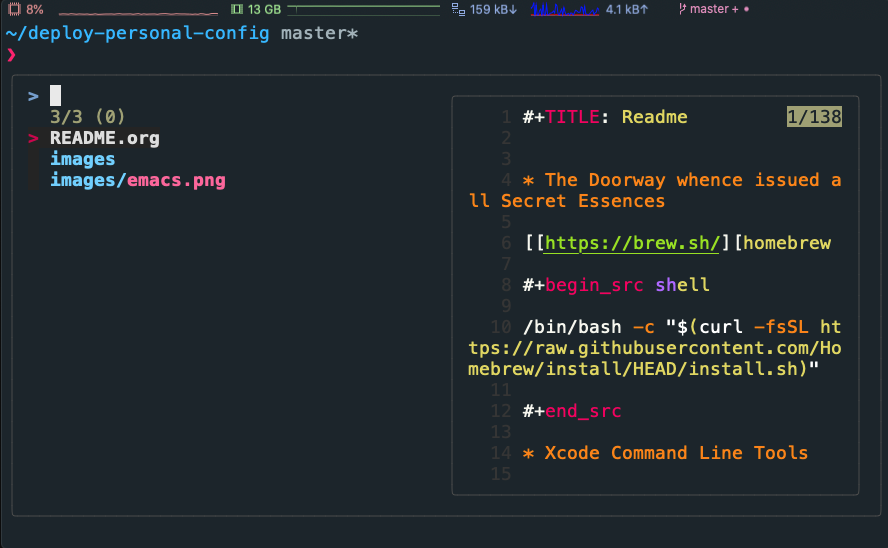 8% 13 GB 159 kB↓ 4.1 kB↑ master + •
~/deploy-personal-config master*
❯
>
3/3 (0)
> README.org
images
images/emacs.png
1 #+TITLE: Readme 1/138
2
3
4 * The Doorway whence issued a
ll Secret Essences
5
6 [[https://brew.sh/][homebrew
7
8 #+begin_src shell
9
10 /bin/bash -c "$(curl -fsSL ht
tps://raw.githubusercontent.com/Ho
mebrew/install/HEAD/install.sh)"
11
12 #+end_src
13
14 * Xcode Command Line Tools
15